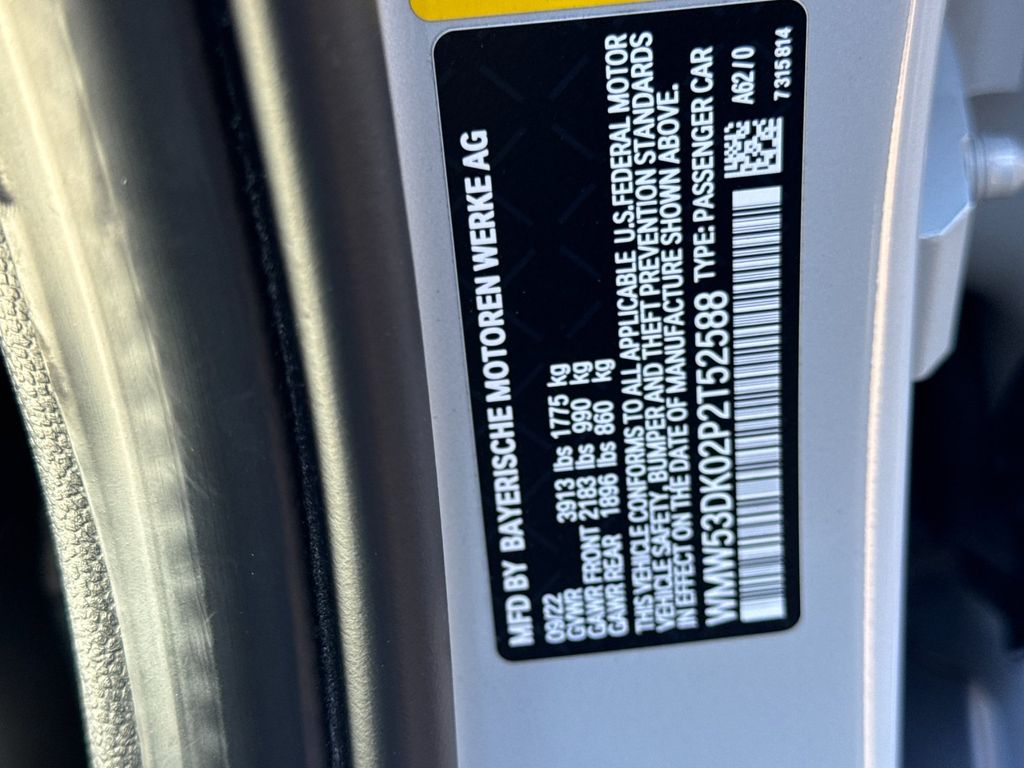 MFD BY BAYERISCHE MOTOREN WERKE AG
09/22
GVWR 3913 lbs 1775 kg
GAWR FRONT 2183 lbs 990 kg
GAWR REAR 1896 lbs 860 kg
THIS VEHICLE CONFORMS TO ALL APPLICABLE U.S.FEDERAL MOTOR
VEHICLE SAFETY, BUMPER AND THEFT PREVENTION STANDARDS
IN EFFECT ON THE DATE OF MANUFACTURE SHOWN ABOVE.
WMW53DK02P2T52588 TYPE: PASSENGER CAR
A62/0
7315814